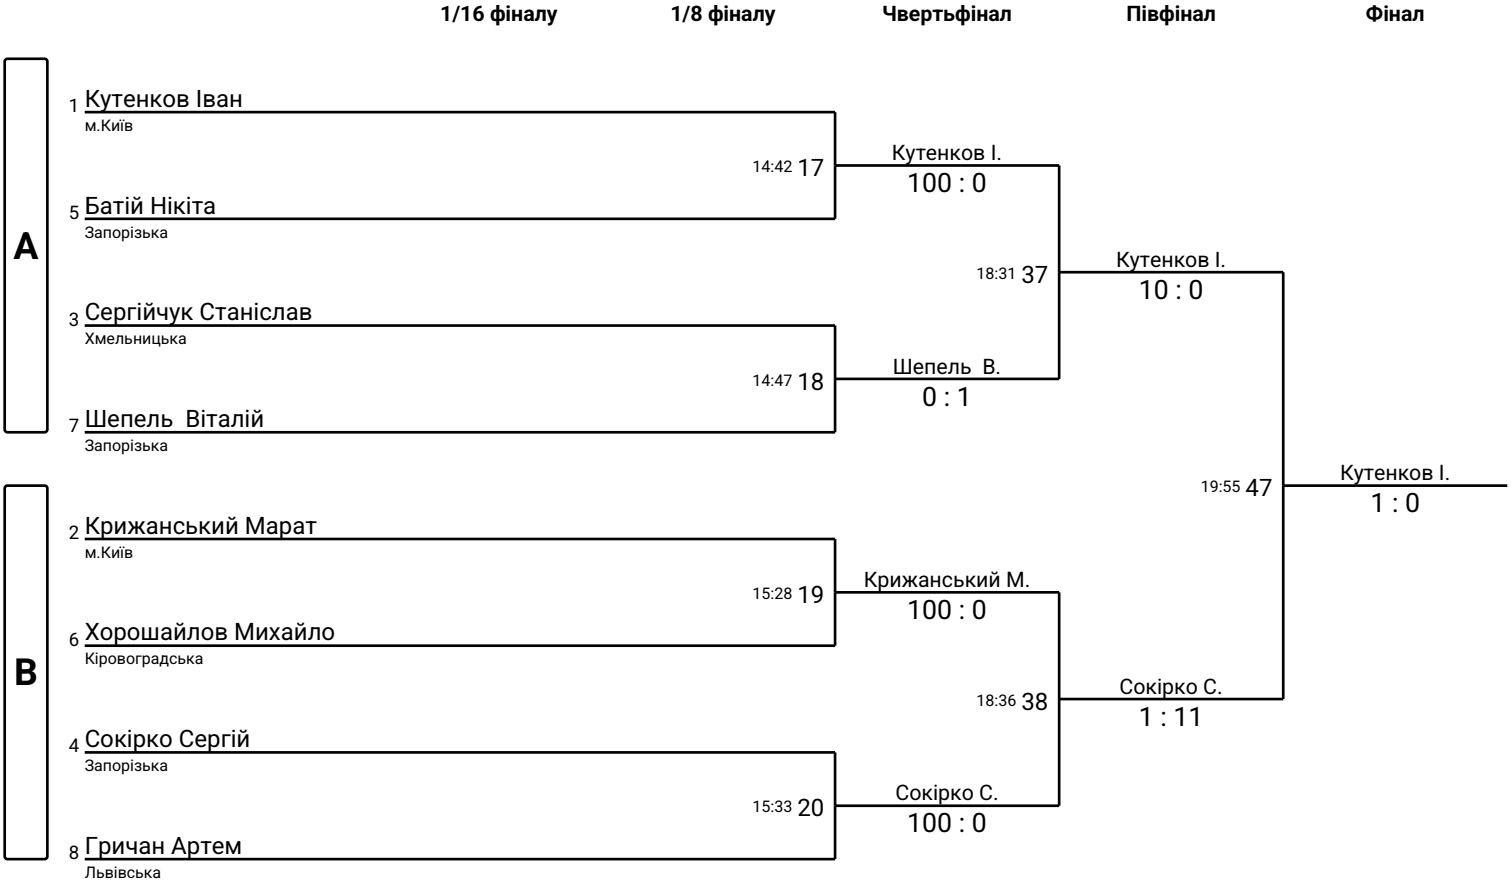 1/16 фіналу 1/8 фіналу Чвертьфінал Півфінал Фінал
A
1 Кутенков Іван
м.Київ
14:42 17
Кутенков І.
100 : 0
5 Батій Нікіта
Запорізька
18:31 37
Кутенков І.
10 : 0
3 Сергійчук Станіслав
Хмельницька
14:47 18
Шепель  В.
0 : 1
7 Шепель  Віталій
Запорізька
19:55 47
Кутенков І.
1 : 0
B
2 Крижанський Марат
м.Київ
15:28 19
Крижанський М.
100 : 0
6 Хорошайлов Михайло
Кіровоградська
18:36 38
Сокірко С.
1 : 11
4 Сокірко Сергій
Запорізька
15:33 20
Сокірко С.
100 : 0
8 Гричан Артем
Львівська